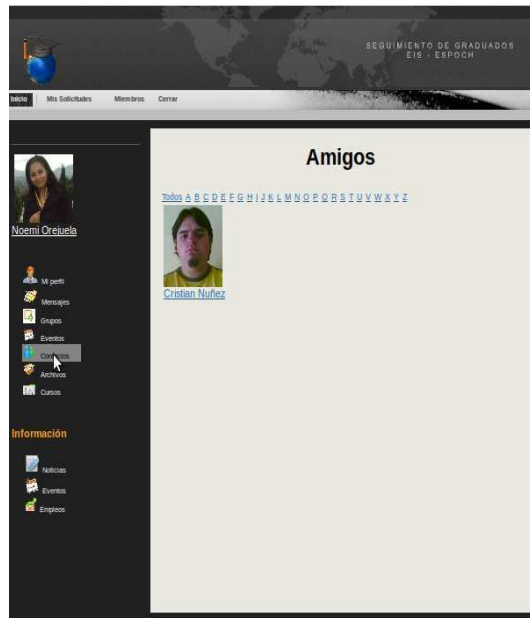 SEGUIMIENTO DE GRADUADOS
EIS - ESPOCH
Inicio Mis Solicitudes Miembros Cerrar
Amigos
Todos A B C D E F G H I J K L M N O P Q R S T U V W X Y Z
Noemi Orejuela
Cristian Nuñez
Mi perfil
Mensajes
Grupos
Eventos
Contactos
Archivos
Cursos
Información
Noticias
Eventos
Empleos